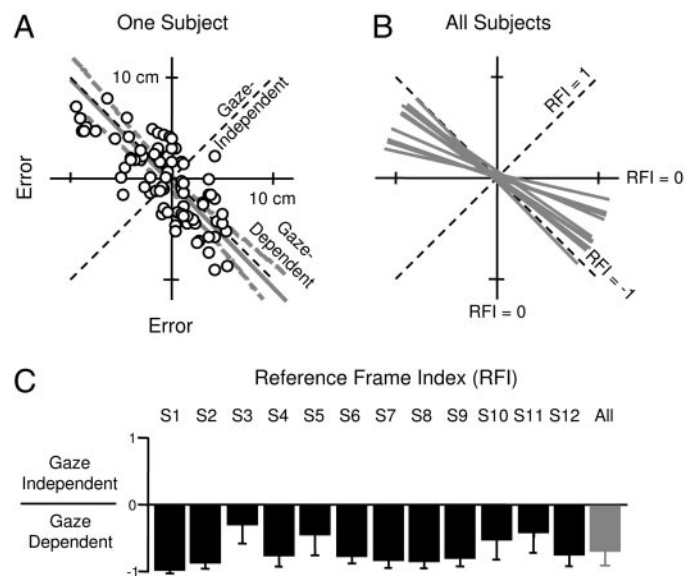 A One Subject
10 cm
Gaze-
Independent
Error
10 cm
Gaze-
Dependent
Error
B All Subjects
RFI = 1
RFI = 0
RFI = -1
RFI = 0
C Reference Frame Index (RFI)
S1 S2 S3 S4 S5 S6 S7 S8 S9 S10 S11 S12 All
1
Gaze
Independent
0
Gaze
Dependent
-1